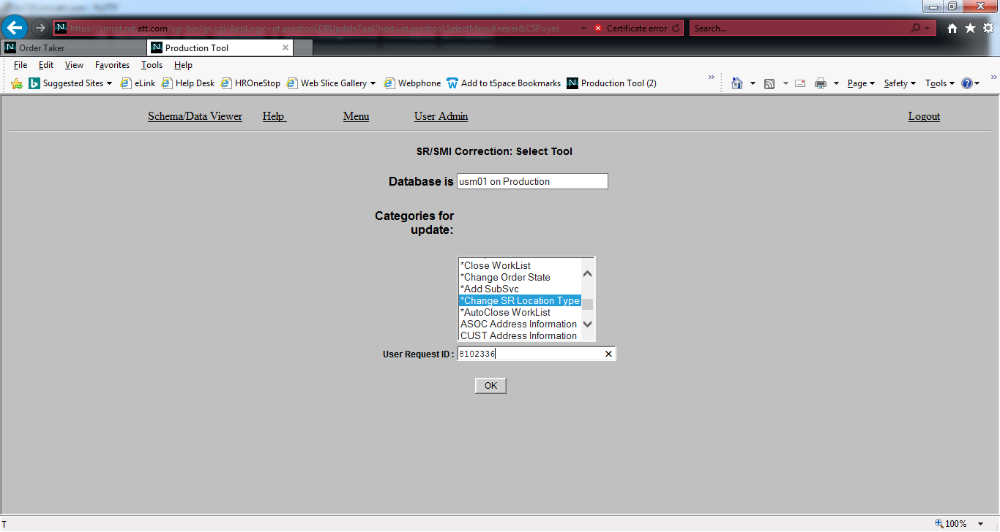 https://smrpt.mt.att.com/cgi-bin/gx.cgi/AppLogic+ot.prodtool.DBUpdateTool?next=ot.prodtool.SelectMenuKeeper&CSP=yes Certificate error Search...
Order Taker Production Tool
File Edit View Favorites Tools Help
Suggested Sites eLink Help Desk HROneStop Web Slice Gallery Webphone Add to tSpace Bookmarks Production Tool (2) Page Safety Tools
Schema/Data Viewer Help Menu User Admin Logout
SR/SMI Correction: Select Tool
Database is usm01 on Production
Categories for
update:
*Close WorkList
*Change Order State
*Add SubSvc
*Change SR Location Type
*AutoClose WorkList
ASOC Address Information
CUST Address Information
User Request ID : 8102336
OK
T 100%